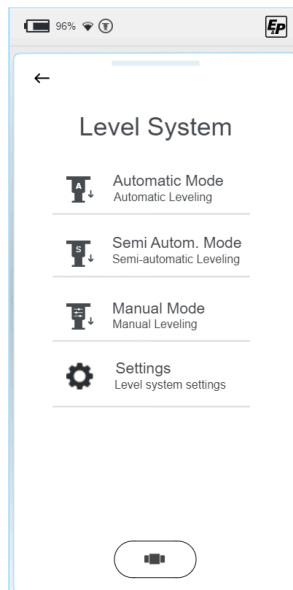 96% T
EP
Level System
A
Automatic Mode
Automatic Leveling
S
Semi Autom. Mode
Semi-automatic Leveling
Manual Mode
Manual Leveling
Settings
Level system settings